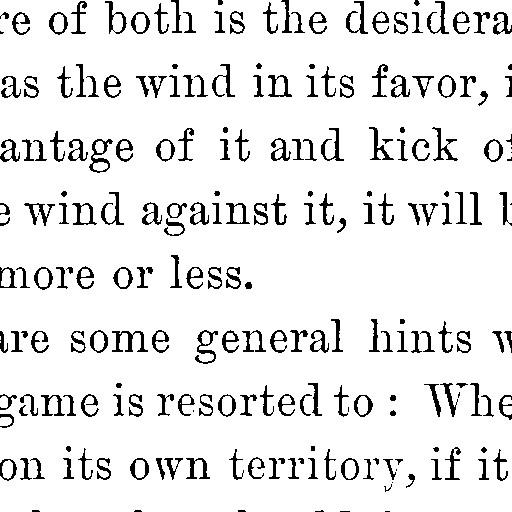 re of both is the desidera
as the wind in its favor, i
antage of it and kick of
e wind against it, it will b
more or less.
are some general hints w
game is resorted to : Whe
on its own territory, if it